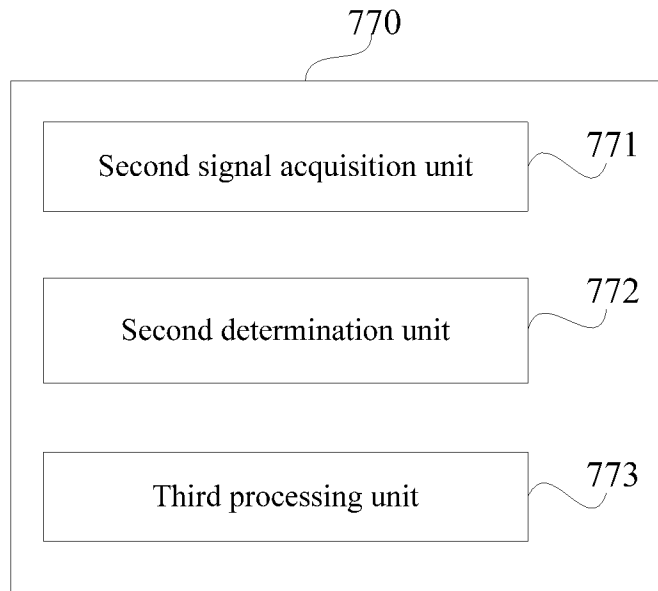 770
Second signal acquisition unit
771
Second determination unit
772
Third processing unit
773